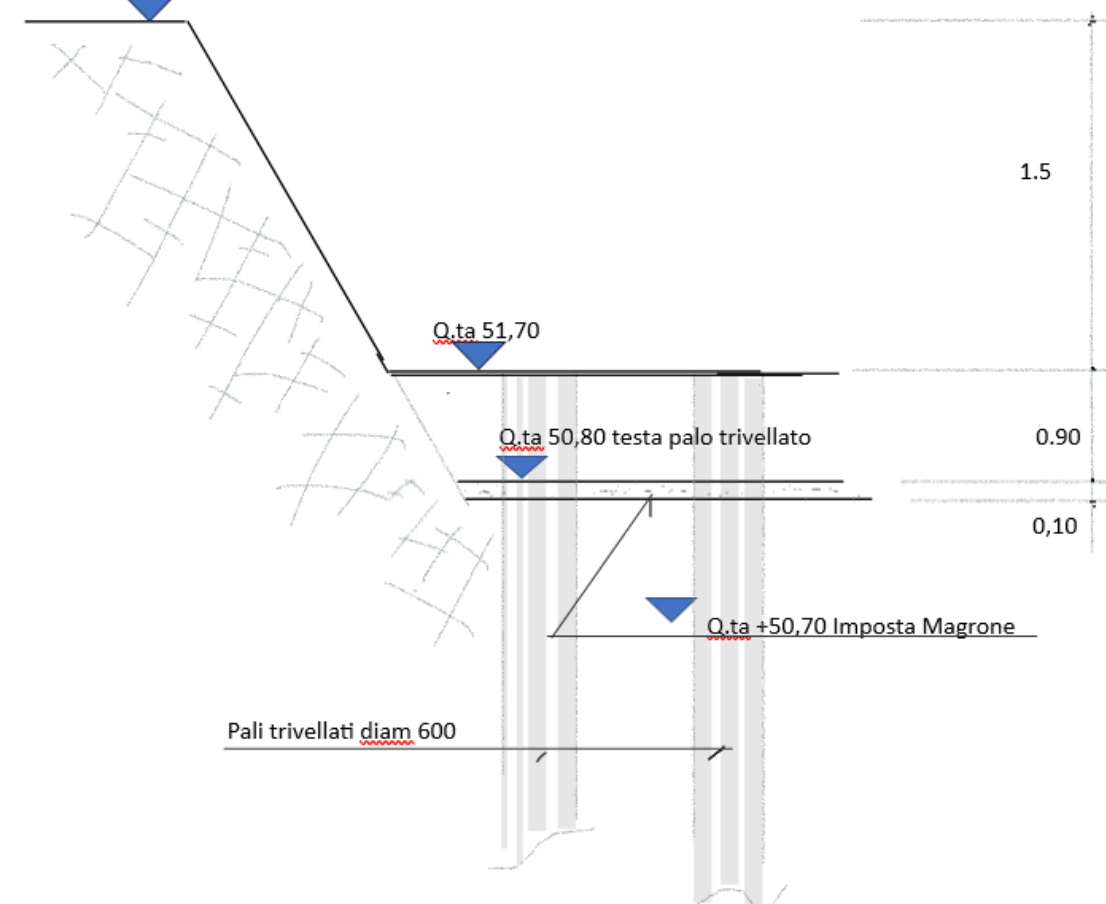 1.5
Q.ta 51,70
Q.ta 50,80 testa palo trivellato
0.90
0,10
Q.ta +50,70 Imposta Magrone
Pali trivellati diam 600